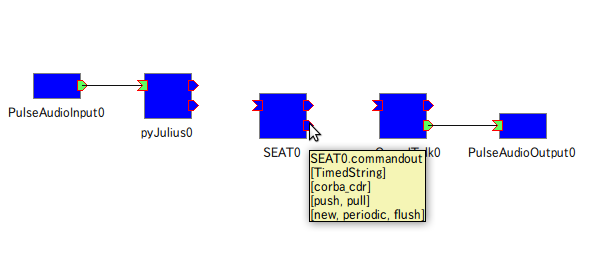 PulseAudioInput0
pyJulius0
SEAT0
PulseAudioOutput0
SEAT0.commandout
[TimedString]
[corba_cdr]
[push, pull]
[new, periodic, flush]